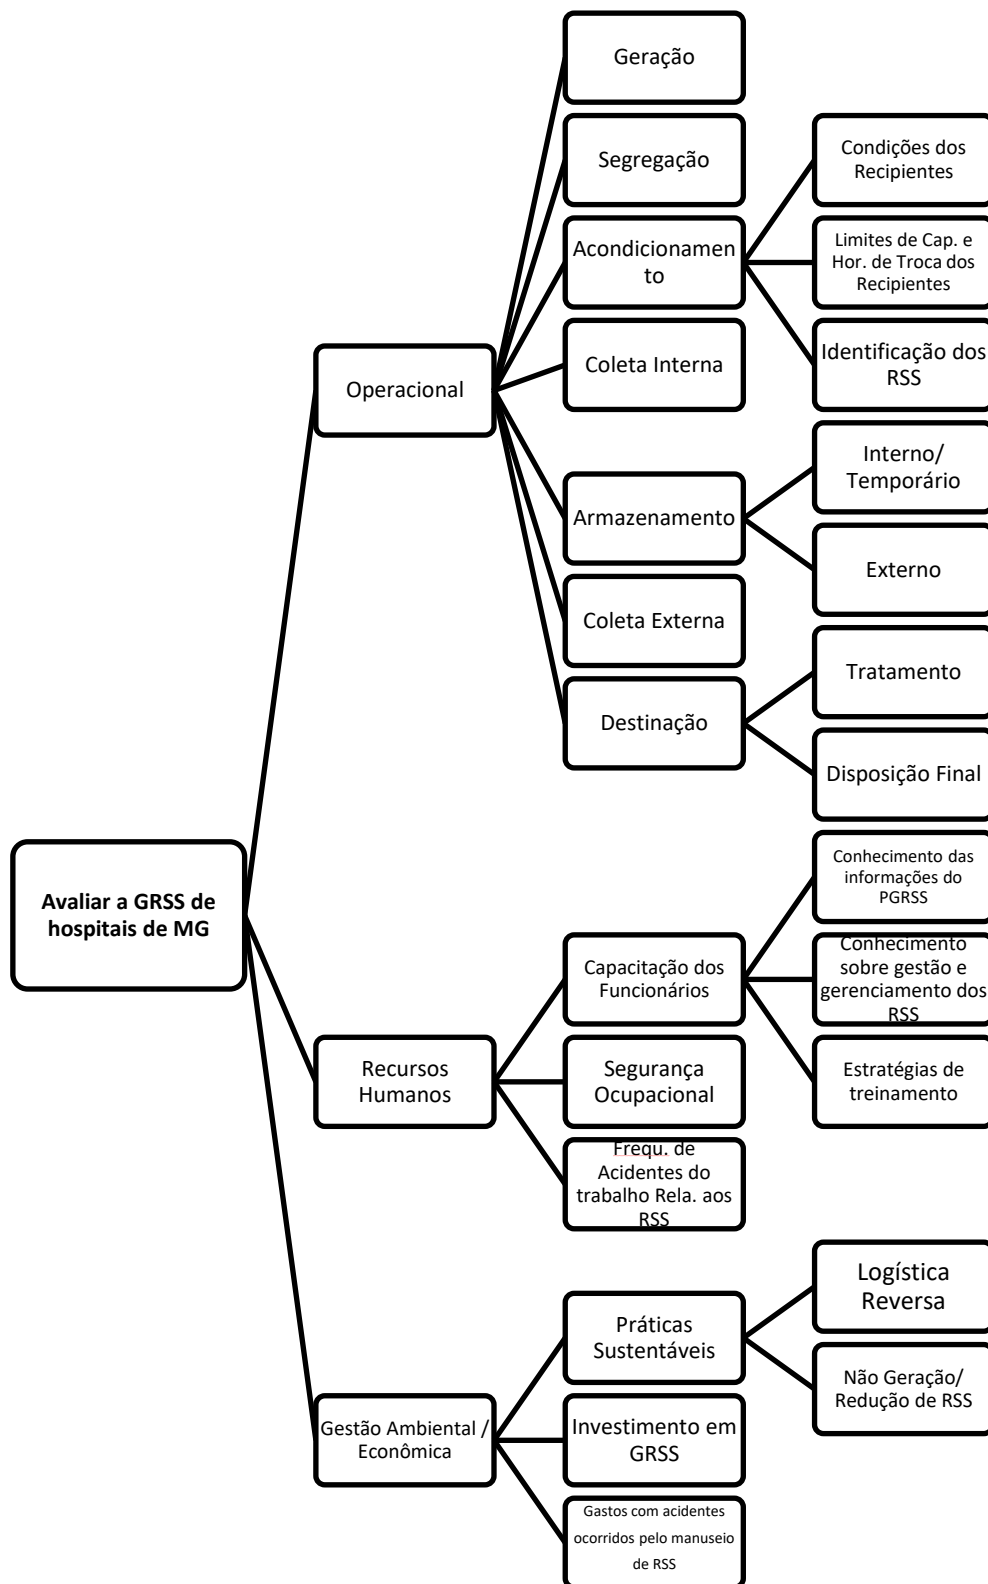 Geração
Segregação
Condições dos
Recipientes
Acondicionamen
to
Limites de Cap. e
Hor. de Troca dos
Recipientes
Coleta Interna
Identificação dos
RSS
Operacional
Armazenamento
Interno/
Temporário
Externo
Coleta Externa
Destinação
Tratamento
Disposição Final
Avaliar a GRSS de
hospitais de MG
Recursos
Humanos
Capacitação dos
Funcionários
Conhecimento das
informações do
PGRSS
Conhecimento
sobre gestão e
gerenciamento dos
RSS
Estratégias de
treinamento
Segurança
Ocupacional
Frequ. de
Acidentes do
trabalho Rela. aos
RSS
Gestão Ambiental /
Econômica
Práticas
Sustentáveis
Logística
Reversa
Não Geração/
Redução de RSS
Investimento em
GRSS
Gastos com acidentes
ocorridos pelo manuseio
de RSS